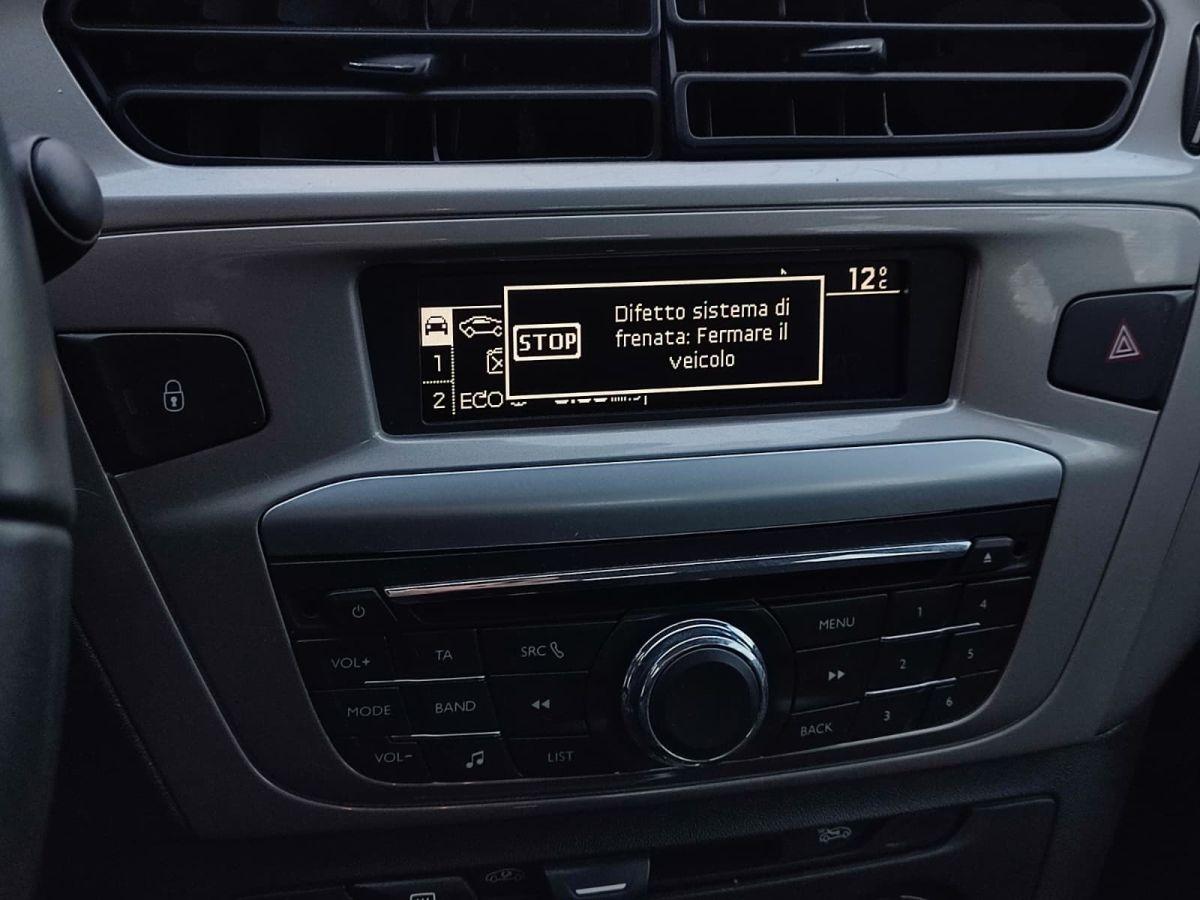 12°C
STOP
Difetto sistema di
frenata: Fermare il
veicolo
1
2 ECO
MENU
1
4
VOL+
TA
SRC
2
5
MODE
BAND
3
6
VOL-
LIST
BACK